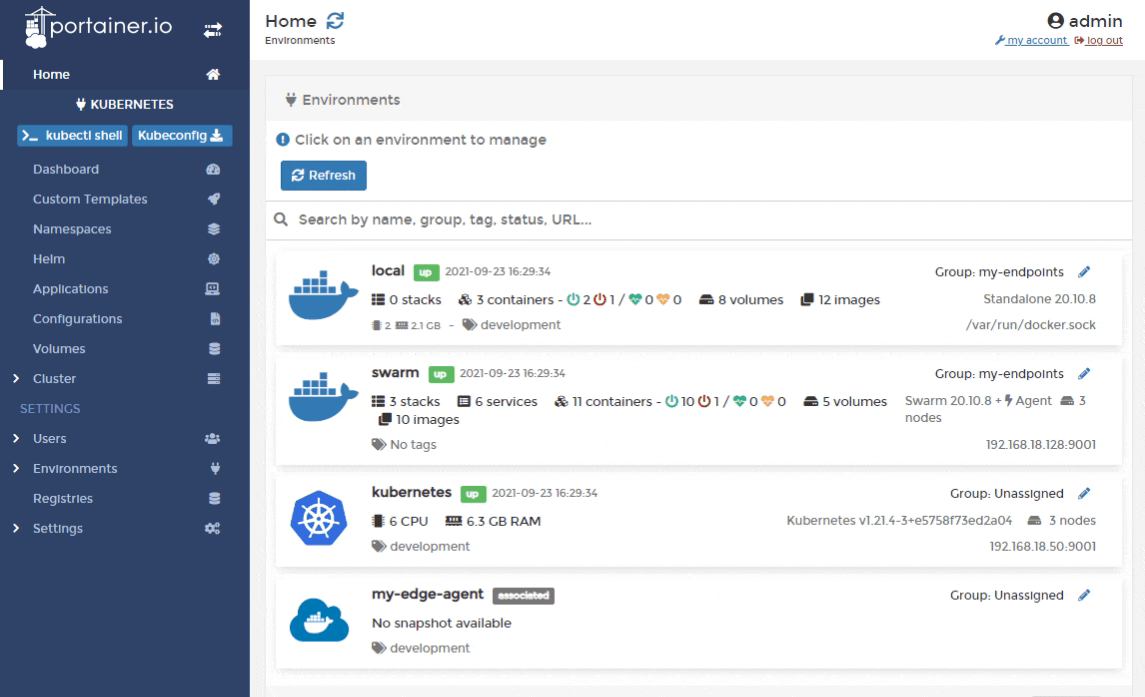 portainer.io
Home
KUBERNETES
kubectl shell
Kubeconfig
Dashboard
Custom Templates
Namespaces
Helm
Applications
Configurations
Volumes
Cluster
SETTINGS
Users
Environments
Registries
Settings
Home
Environments
admin
my account log out
Environments
Click on an environment to manage
Refresh
Search by name, group, tag, status, URL...
local up 2021-09-23 16:29:34 Group: my-endpoints
0 stacks 3 containers - 2 1 / 0 0 8 volumes 12 images Standalone 20.10.8
2 2.1 GB - development /var/run/docker.sock
swarm up 2021-09-23 16:29:34 Group: my-endpoints
3 stacks 6 services 11 containers - 10 1 / 0 0 5 volumes Swarm 20.10.8 + Agent 3
10 images nodes
No tags 192.168.18.128:9001
kubernetes up 2021-09-23 16:29:34 Group: Unassigned
6 CPU 6.3 GB RAM Kubernetes v1.21.4-3+e5758f73ed2a04 3 nodes
development 192.168.18.50:9001
my-edge-agent associated Group: Unassigned
No snapshot available
development